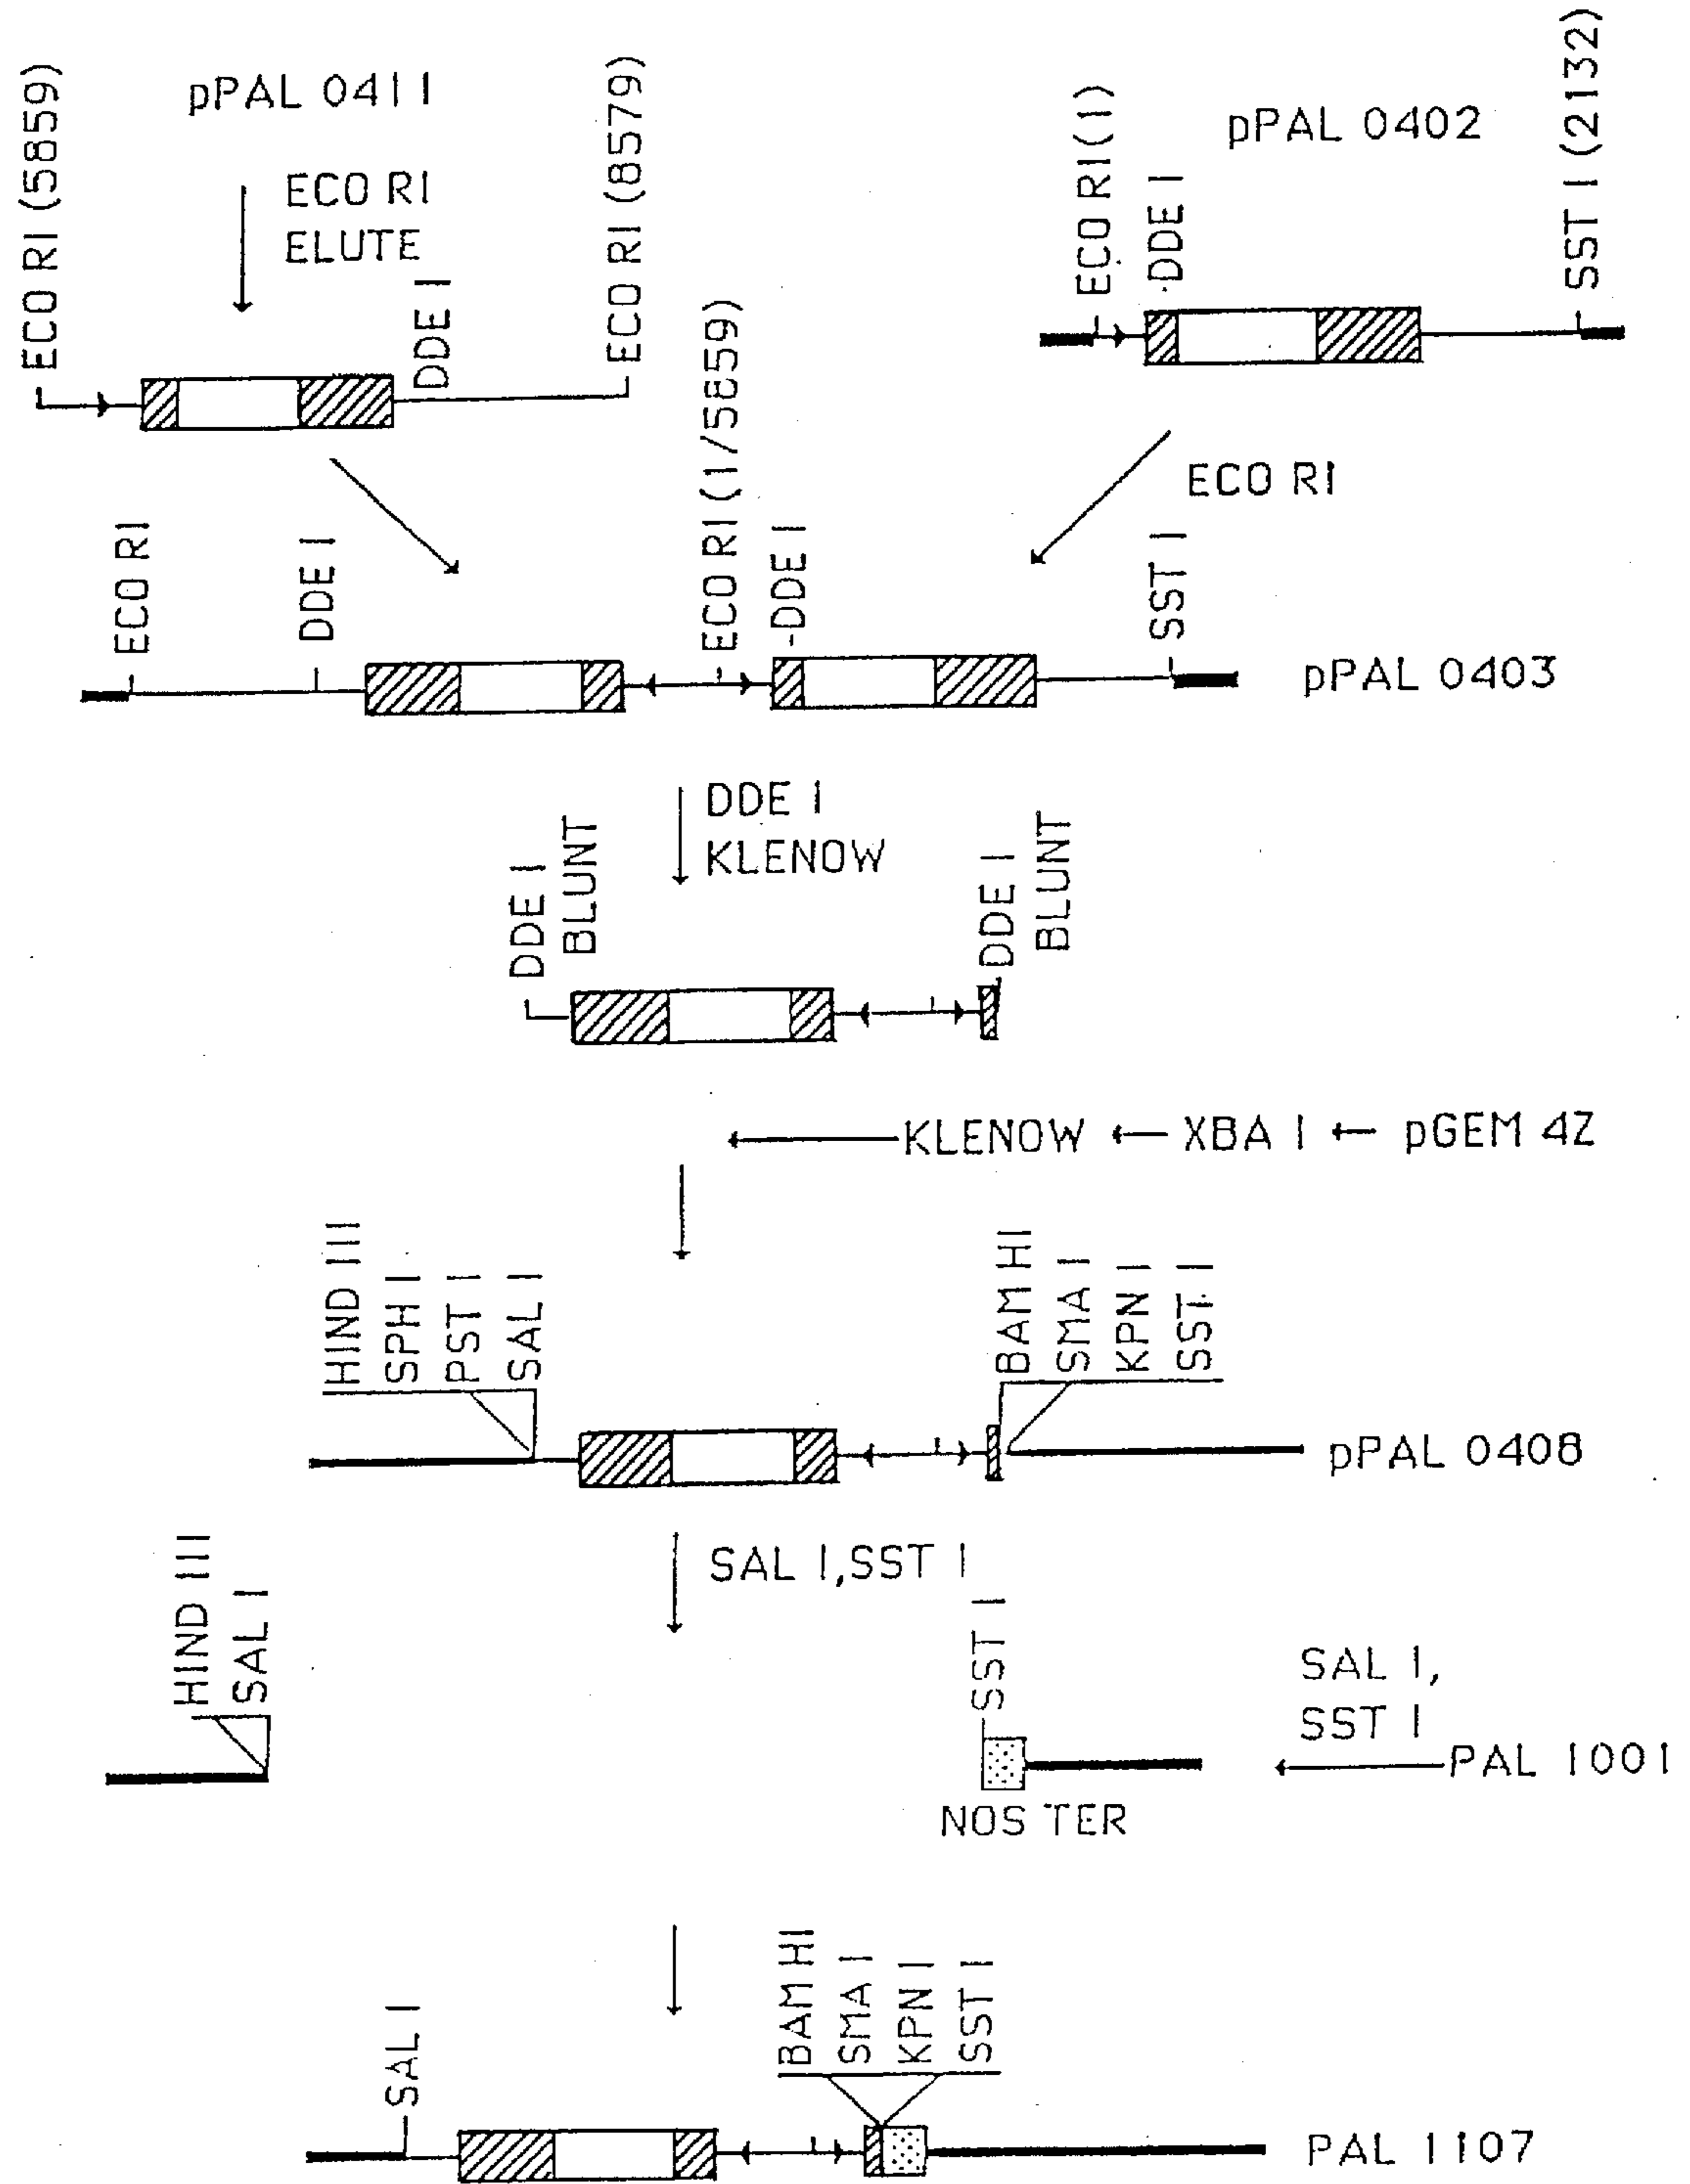 pPAL 0411
ECO RI (5859)
ECO RI
ELUTE
DDE I
ECO RI (8579)
pPAL 0402
ECO RI (1)
DDE I
SST I (2132)
ECO RI
ECO RI
DDE I
ECO RI (1/5859)
DDE I
SST I
pPAL 0403
DDE I
KLENOW
DDE I
BLUNT
DDE I
BLUNT
KLENOW ← XBA I ← pGEM 4Z
HIND III
SPH I
PST I
SAL I
BAM HI
SMA I
KPN I
SST I
pPAL 0408
SAL I, SST I
HIND III
SAL I
SST I
NOS TER
SAL I,
SST I
PAL 1001
SAL I
BAM HI
SMA I
KPN I
SST I
PAL 1107